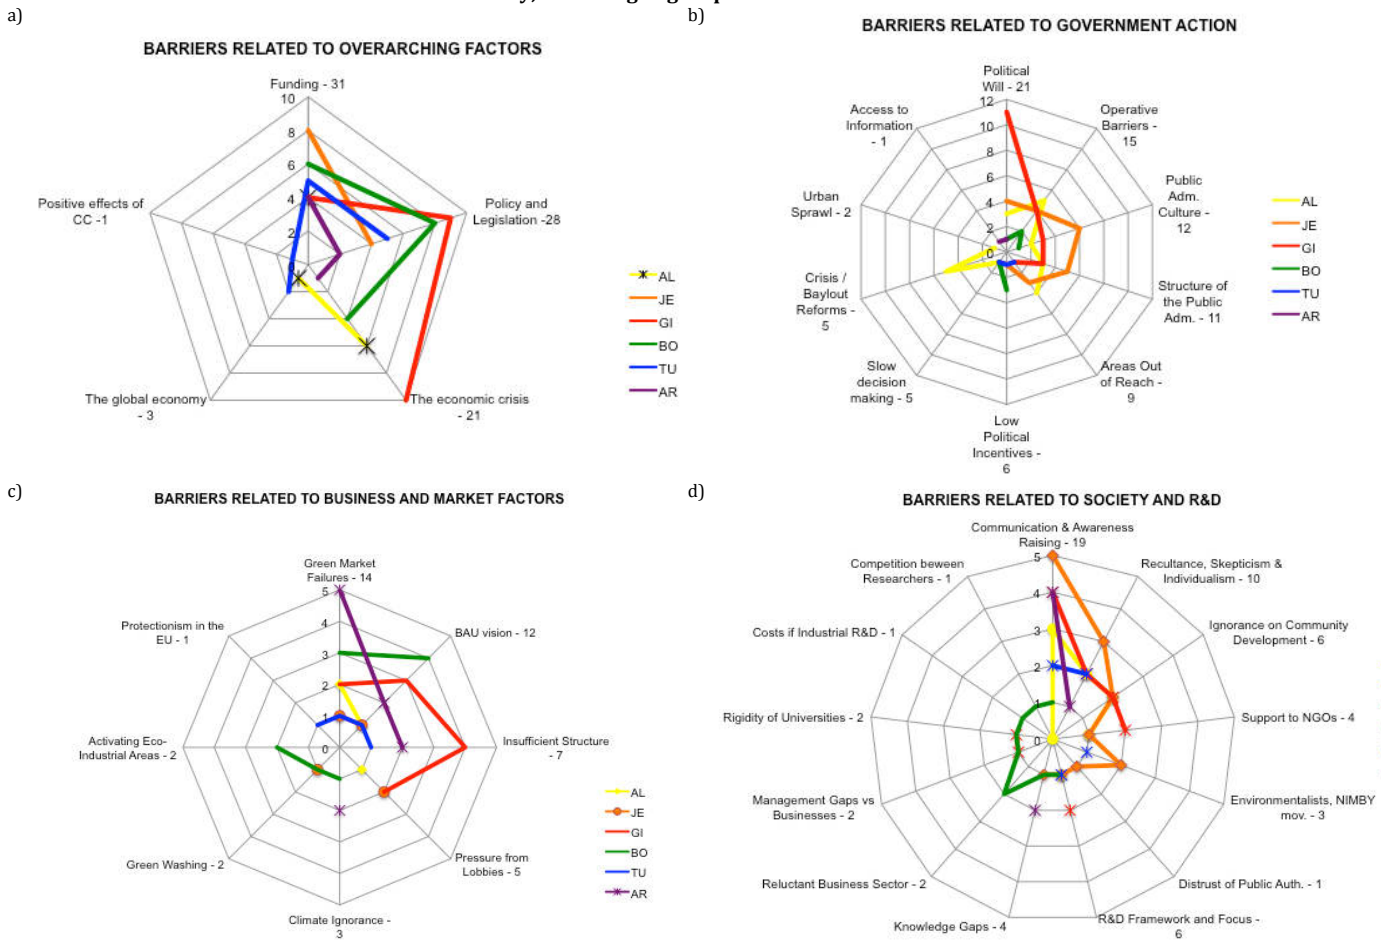 a)
BARRIERS RELATED TO OVERARCHING FACTORS
Funding - 31
10
8
6
4
2
0
Policy and
Legislation -28
The economic crisis
- 21
The global economy
- 3
Positive effects of
CC -1
AL
JE
GI
BO
TU
AR
b)
BARRIERS RELATED TO GOVERNMENT ACTION
Political
Will - 21
12
10
8
6
4
2
0
Operative
Barriers -
15
Public
Adm.
Culture -
12
Structure of
the Public
Adm. - 11
Areas Out
of Reach -
9
Low
Political
Incentives -
6
Slow
decision
making - 5
Crisis /
Baylout
Reforms -
5
Urban
Sprawl - 2
Access to
Information
- 1
AL
JE
GI
BO
TU
AR
c)
BARRIERS RELATED TO BUSINESS AND MARKET FACTORS
Green Market
Failures - 14
5
4
3
2
1
0
BAU vision - 12
Insufficient Structure
- 7
Pressure from
Lobbies - 5
Climate Ignorance -
3
Green Washing - 2
Activating Eco-
Industrial Areas - 2
Protectionism in the
EU - 1
AL
JE
GI
BO
TU
AR
d)
BARRIERS RELATED TO SOCIETY AND R&D
Communication & Awareness
Raising - 19
5
4
3
2
1
0
Recultance, Skepticism &
Individualism - 10
Ignorance on Community
Development - 6
Support to NGOs - 4
Environmentalists, NIMBY
mov. - 3
Distrust of Public Auth. - 1
R&D Framework and Focus -
6
Knowledge Gaps - 4
Reluctant Business Sector - 2
Management Gaps vs
Businesses - 2
Rigidity of Universities - 2
Costs if Industrial R&D - 1
Competition beween
Researchers - 1